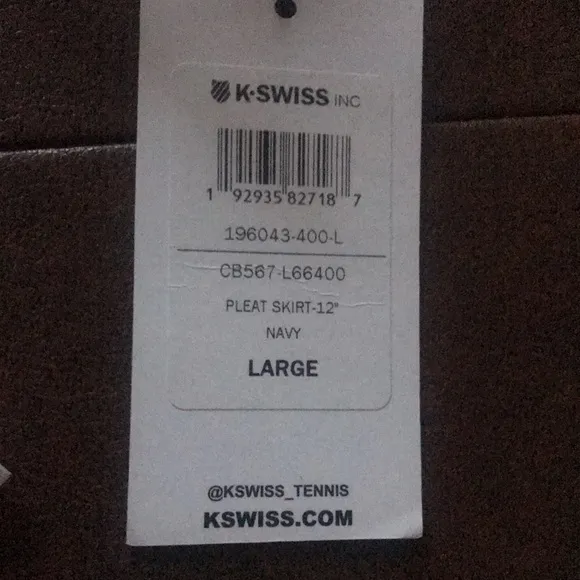 K·SWISS INC
1 92935 82718 7
196043-400-L
CB567-L66400
PLEAT SKIRT-12"
NAVY
LARGE
@KSWISS_TENNIS
KSWISS.COM